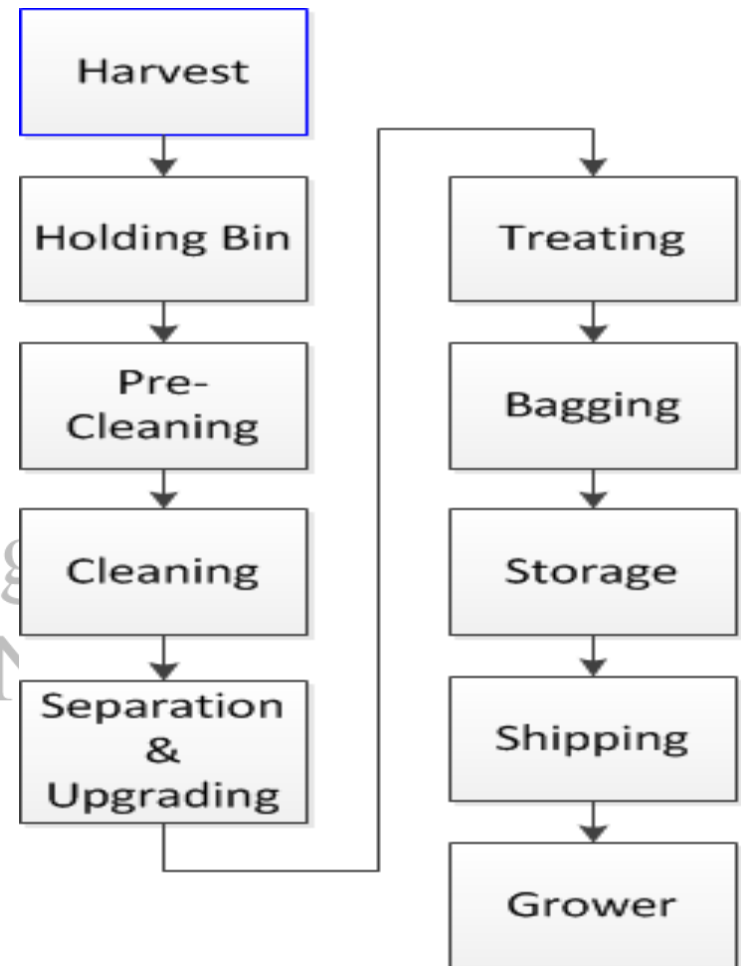 Harvest
Holding Bin
Pre-
Cleaning
Cleaning
Separation
&
Upgrading
Treating
Bagging
Storage
Shipping
Grower